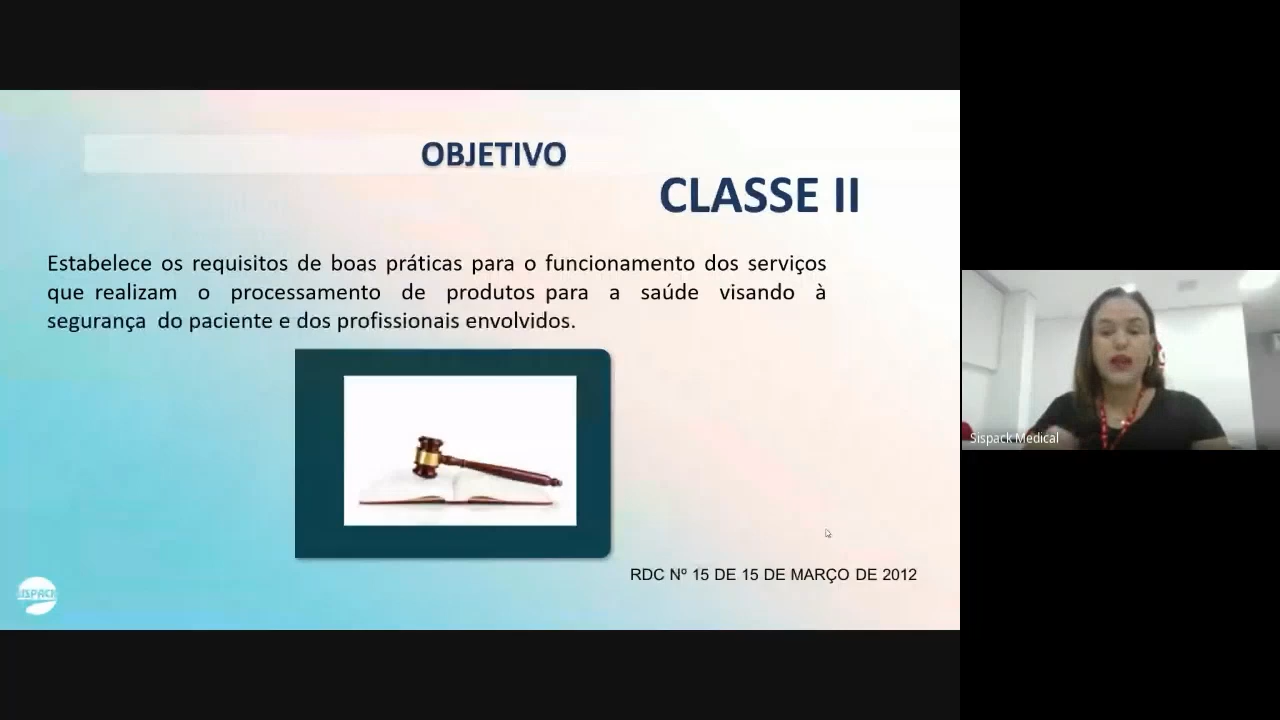 OBJETIVO
CLASSE II
Estabelece os requisitos de boas práticas para o funcionamento dos serviços
que realizam o processamento de produtos para a saúde visando à
segurança do paciente e dos profissionais envolvidos.
Sispack Medical
RDC Nº 15 DE 15 DE MARÇO DE 2012
SISPACK